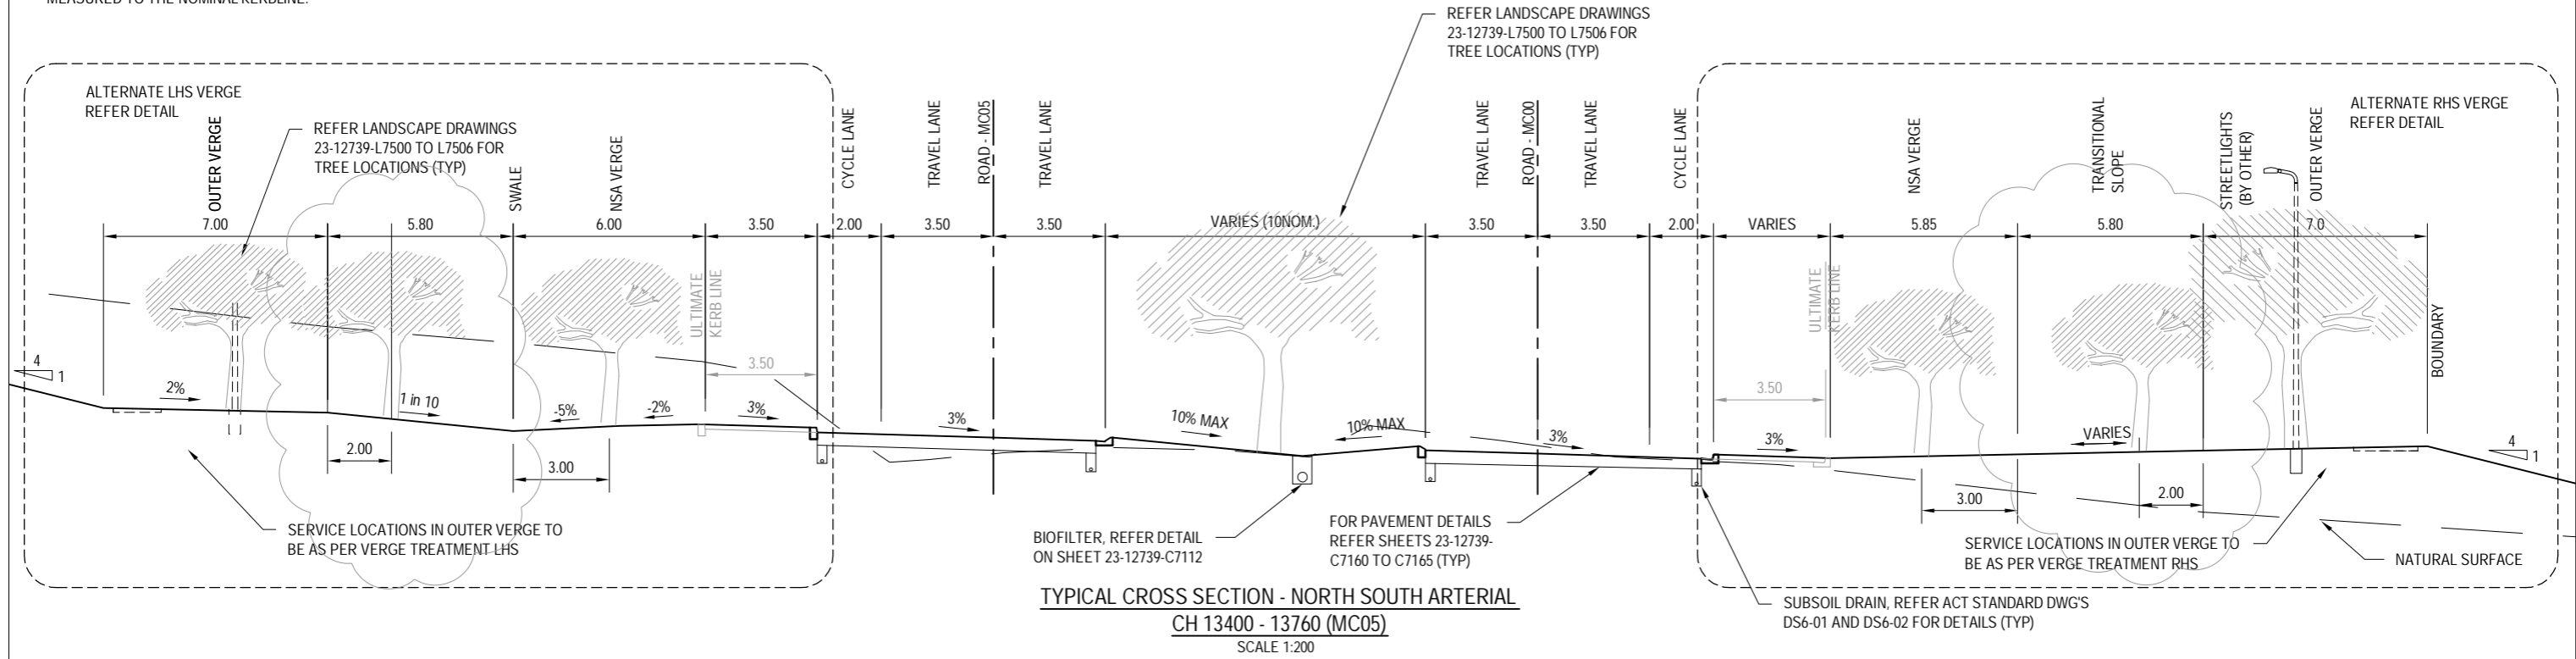 MEASURED TO THE NOMINAL KERBLINE.
REFER LANDSCAPE DRAWINGS
23-12739-L7500 TO L7506 FOR
TREE LOCATIONS (TYP)
ALTERNATE LHS VERGE
REFER DETAIL
REFER LANDSCAPE DRAWINGS
23-12739-L7500 TO L7506 FOR
TREE LOCATIONS (TYP)
ALTERNATE RHS VERGE
REFER DETAIL
OUTER VERGE
SWALE
NSA VERGE
CYCLE LANE
TRAVEL LANE
ROAD - MC05
TRAVEL LANE
TRAVEL LANE
ROAD - MC00
TRAVEL LANE
CYCLE LANE
NSA VERGE
TRANSITIONAL
SLOPE
STREETLIGHTS
(BY OTHER)
OUTER VERGE
7.00
5.80
6.00
3.50
2.00
3.50
3.50
VARIES (10NOM.)
3.50
3.50
2.00
VARIES
5.85
5.80
7.0
ULTIMATE
KERB LINE
ULTIMATE
KERB LINE
BOUNDARY
3.50
3.50
4
1
2%
1 in 10
-5%
-2%
3%
3%
10% MAX
10% MAX
3%
3%
VARIES
4
1
2.00
3.00
3.00
2.00
SERVICE LOCATIONS IN OUTER VERGE TO
BE AS PER VERGE TREATMENT LHS
BIOFILTER, REFER DETAIL
ON SHEET 23-12739-C7112
FOR PAVEMENT DETAILS
REFER SHEETS 23-12739-
C7160 TO C7165 (TYP)
SERVICE LOCATIONS IN OUTER VERGE TO
BE AS PER VERGE TREATMENT RHS
NATURAL SURFACE
SUBSOIL DRAIN, REFER ACT STANDARD DWG'S
DS6-01 AND DS6-02 FOR DETAILS (TYP)
TYPICAL CROSS SECTION - NORTH SOUTH ARTERIAL
CH 13400 - 13760 (MC05)
SCALE 1:200